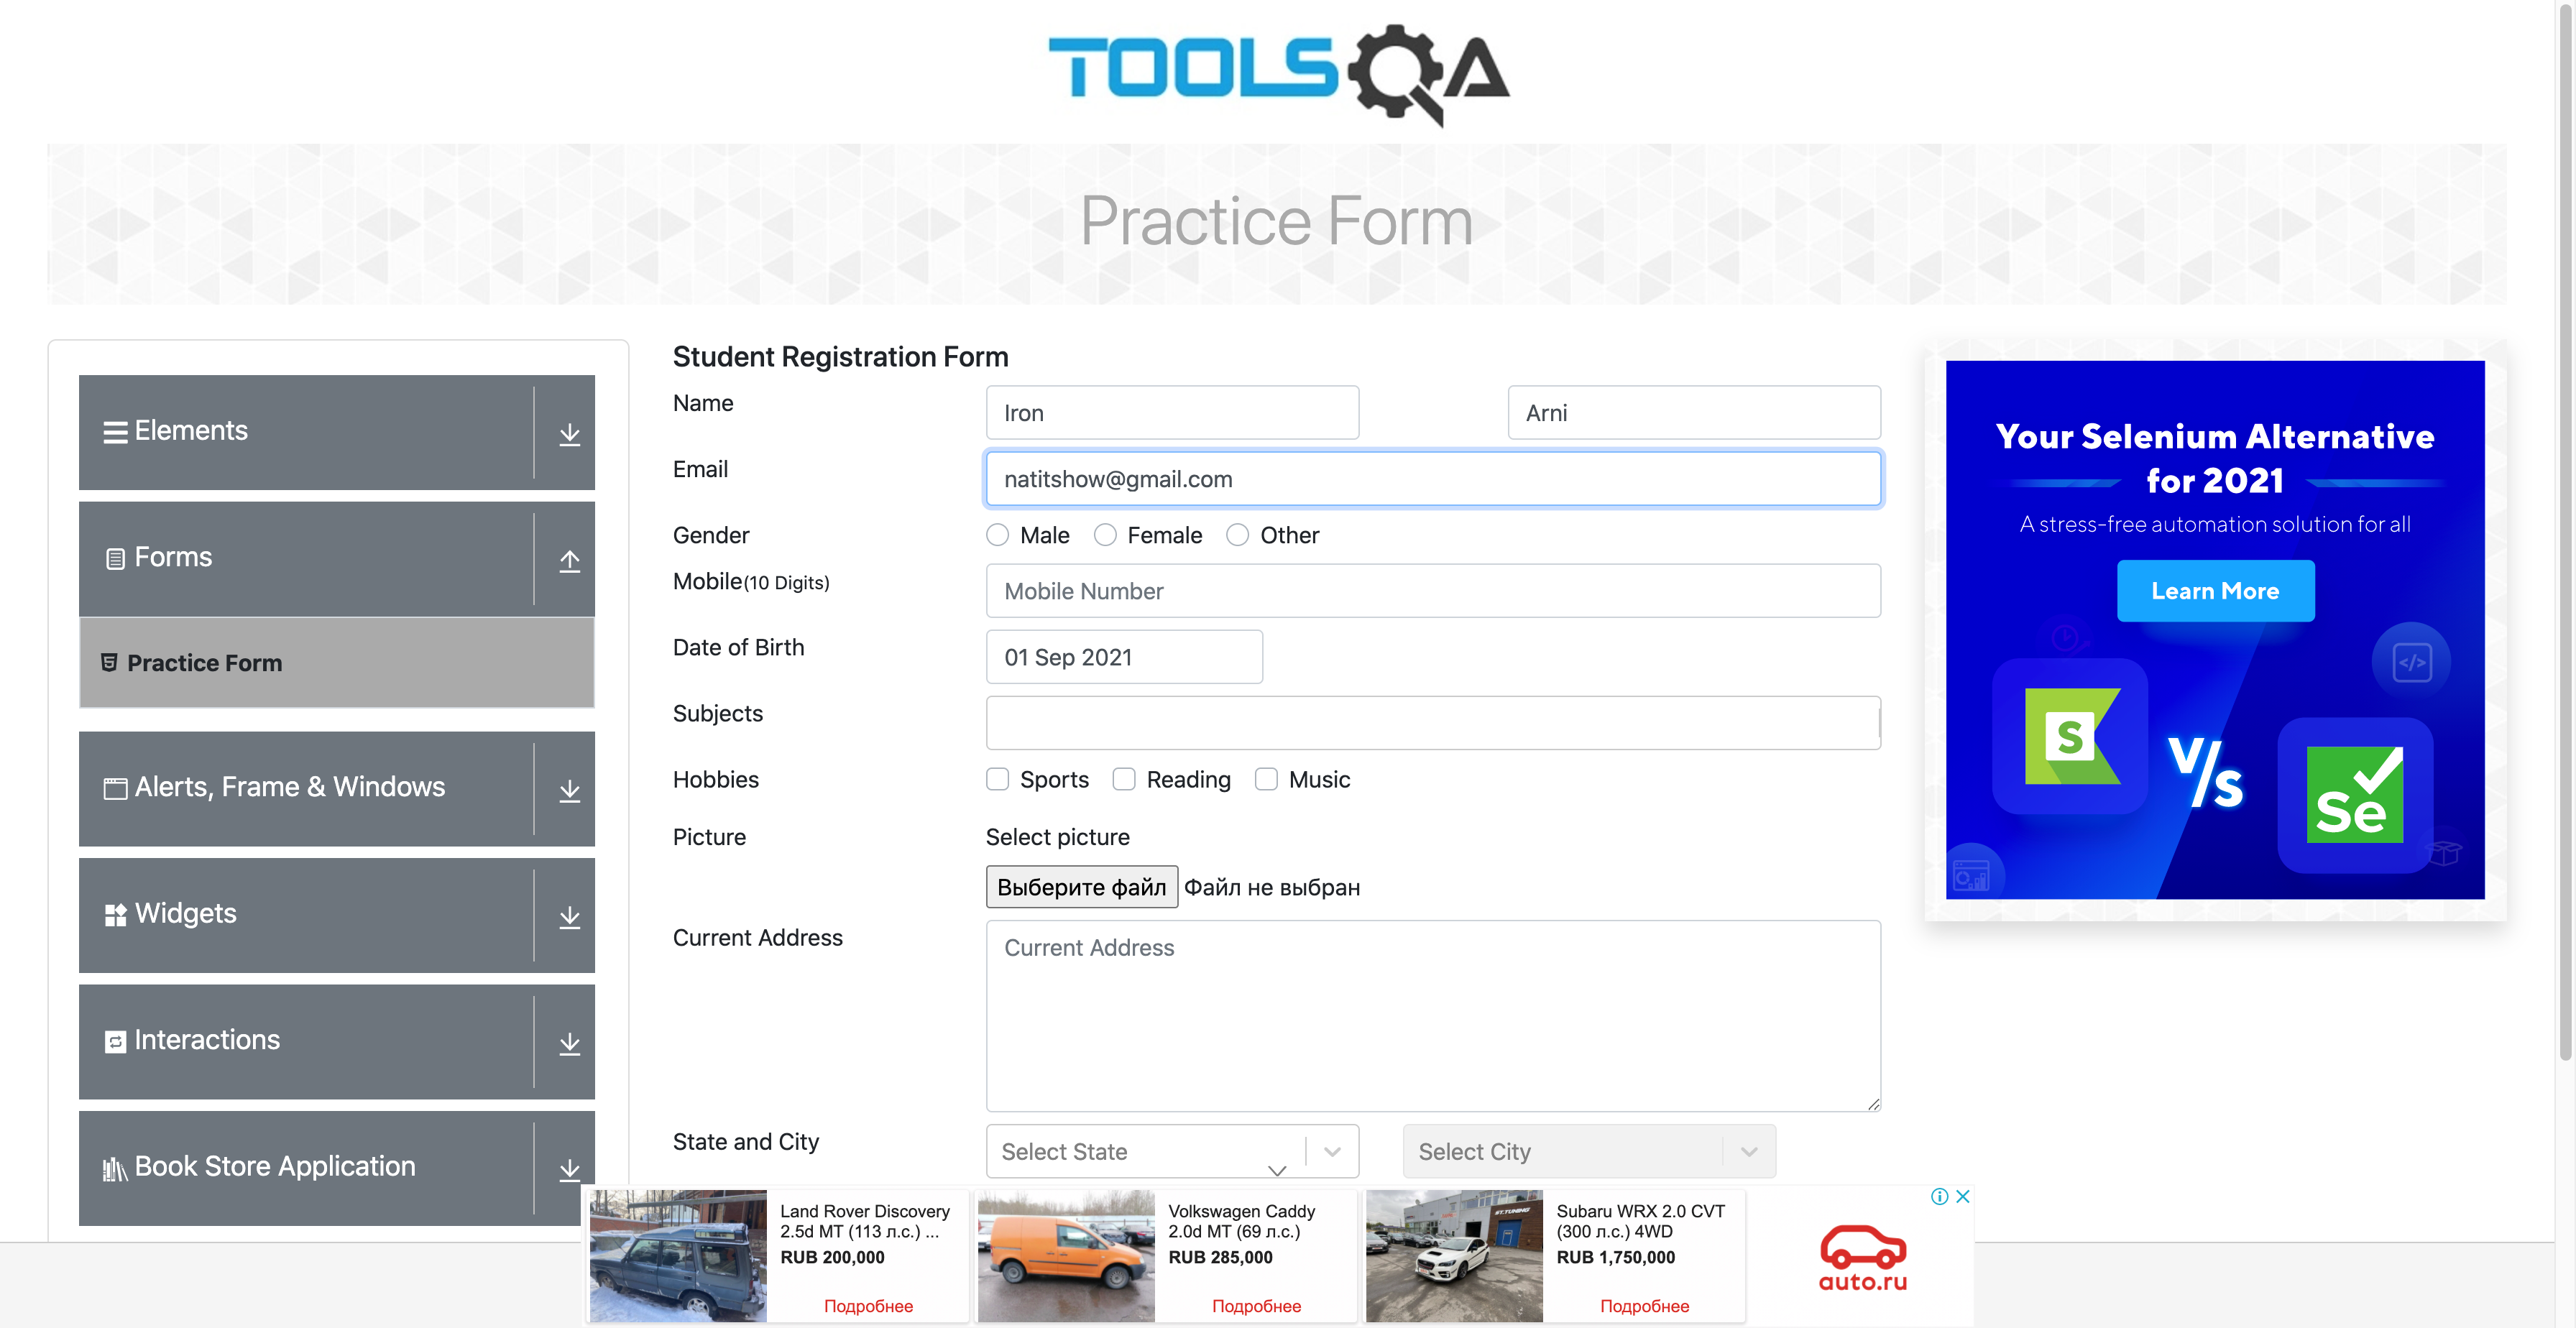 TOOLSQA
Practice Form
Elements
Forms
Practice Form
Alerts, Frame & Windows
Widgets
Interactions
Book Store Application
Student Registration Form
Name
Iron
Arni
Email
natitshow@gmail.com
Gender
Male
Female
Other
Mobile(10 Digits)
Mobile Number
Date of Birth
01 Sep 2021
Subjects
Hobbies
Sports
Reading
Music
Picture
Select picture
Выберите файл Файл не выбран
Current Address
Current Address
State and City
Select State
Select City
Your Selenium Alternative
for 2021
A stress-free automation solution for all
Learn More
</>
S
V/s
Se
Land Rover Discovery
2.5d MT (113 л.с.) ...
RUB 200,000
Подробнее
Volkswagen Caddy
2.0d MT (69 л.с.)
RUB 285,000
Подробнее
ST.TUNING
Subaru WRX 2.0 CVT
(300 л.с.) 4WD
RUB 1,750,000
Подробнее
auto.ru